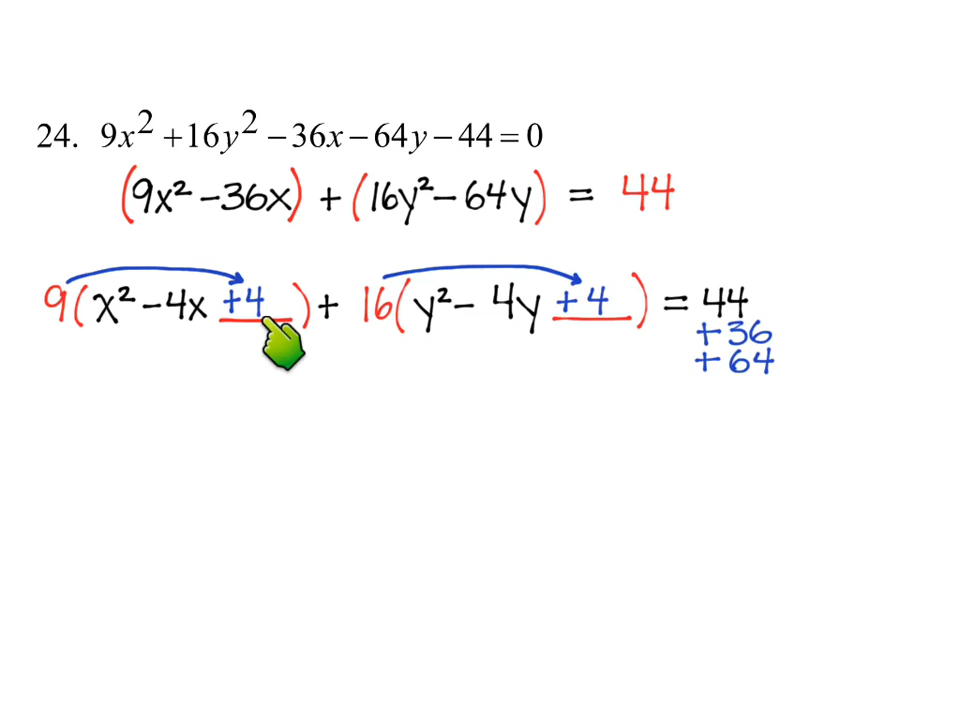 24. 9x² + 16y² − 36x − 64y − 44 = 0
(9x² − 36x) + (16y² − 64y) = 44
9(x² − 4x +4) + 16(y² − 4y +4) = 44
+36
+64